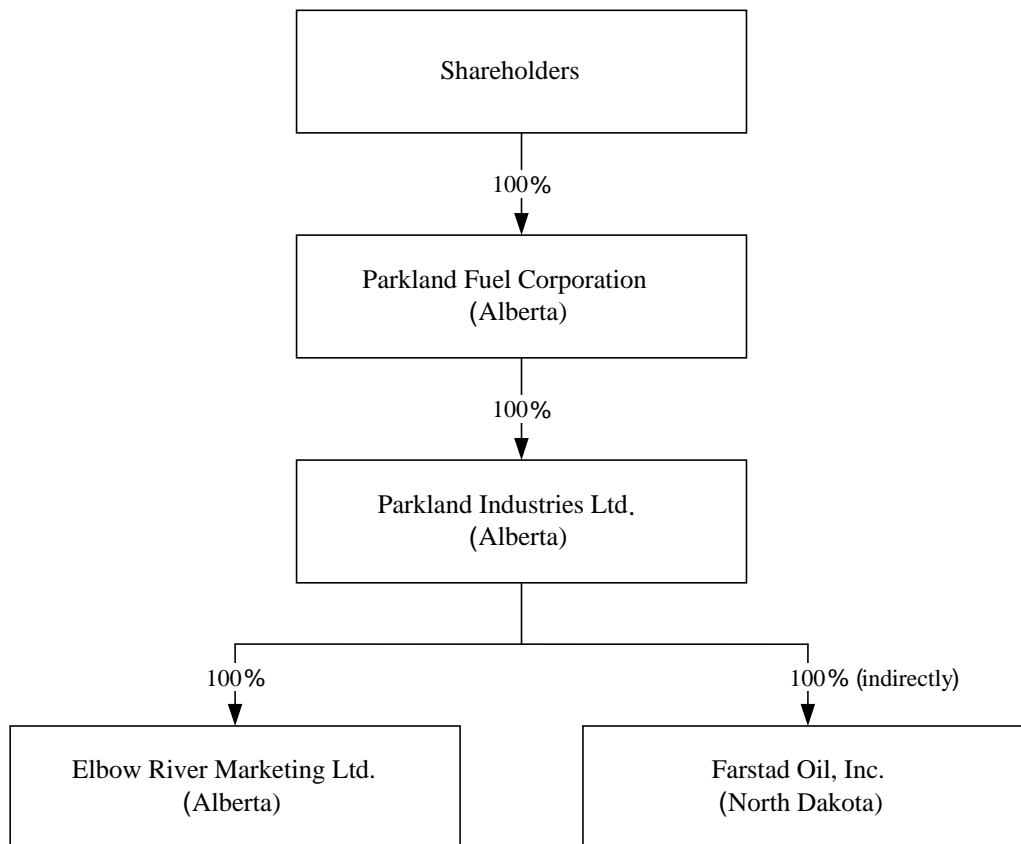 Shareholders
100%
Parkland Fuel Corporation
(Alberta)
100%
Parkland Industries Ltd.
(Alberta)
100%
100% (indirectly)
Elbow River Marketing Ltd.
(Alberta)
Farstad Oil, Inc.
(North Dakota)